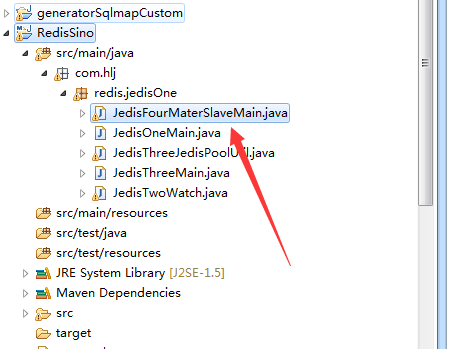 generatorSqlmapCustom
RedisSino
src/main/java
com.hlj
redis.jedisOne
JedisFourMaterSlaveMain.java
JedisOneMain.java
JedisThreeJedisPoolUtil.java
JedisThreeMain.java
JedisTwoWatch.java
src/main/resources
src/test/java
src/test/resources
JRE System Library [J2SE-1.5]
Maven Dependencies
src
target